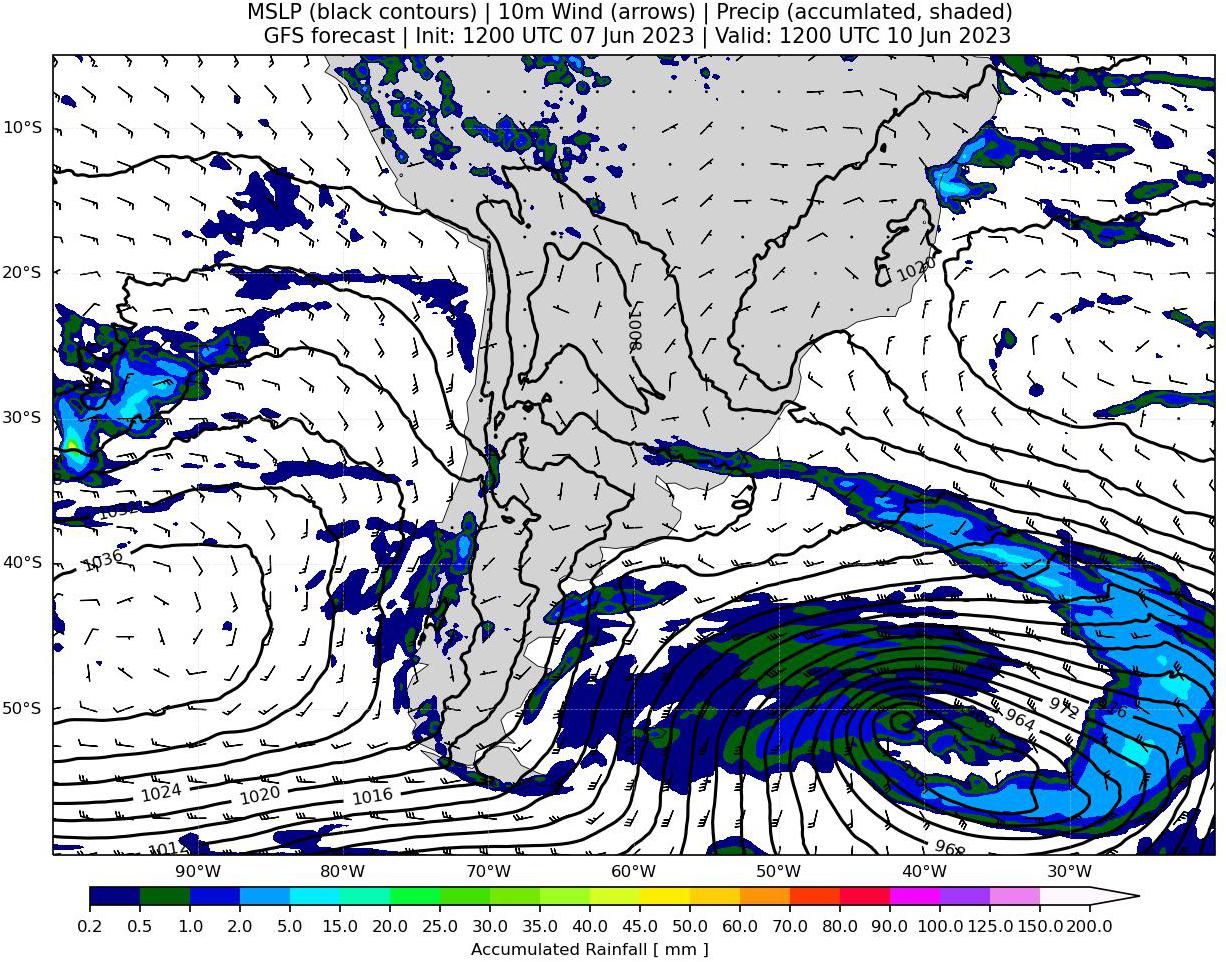 MSLP (black contours) | 10m Wind (arrows) | Precip (accumlated, shaded)
GFS forecast | Init: 1200 UTC 07 Jun 2023 | Valid: 1200 UTC 10 Jun 2023
10°S
20°S
1020
1008
30°S
1032
1036
40°S
50°S
972
976
964
960
956
1024
1020
1016
1012
968
90°W
80°W
70°W
60°W
50°W
40°W
30°W
0.2 0.5 1.0 2.0 5.0 10.0 15.0 20.0 25.0 30.0 35.0 40.0 45.0 50.0 60.0 70.0 80.0 90.0 100.0 125.0 150.0 200.0
Accumulated Rainfall [ mm ]